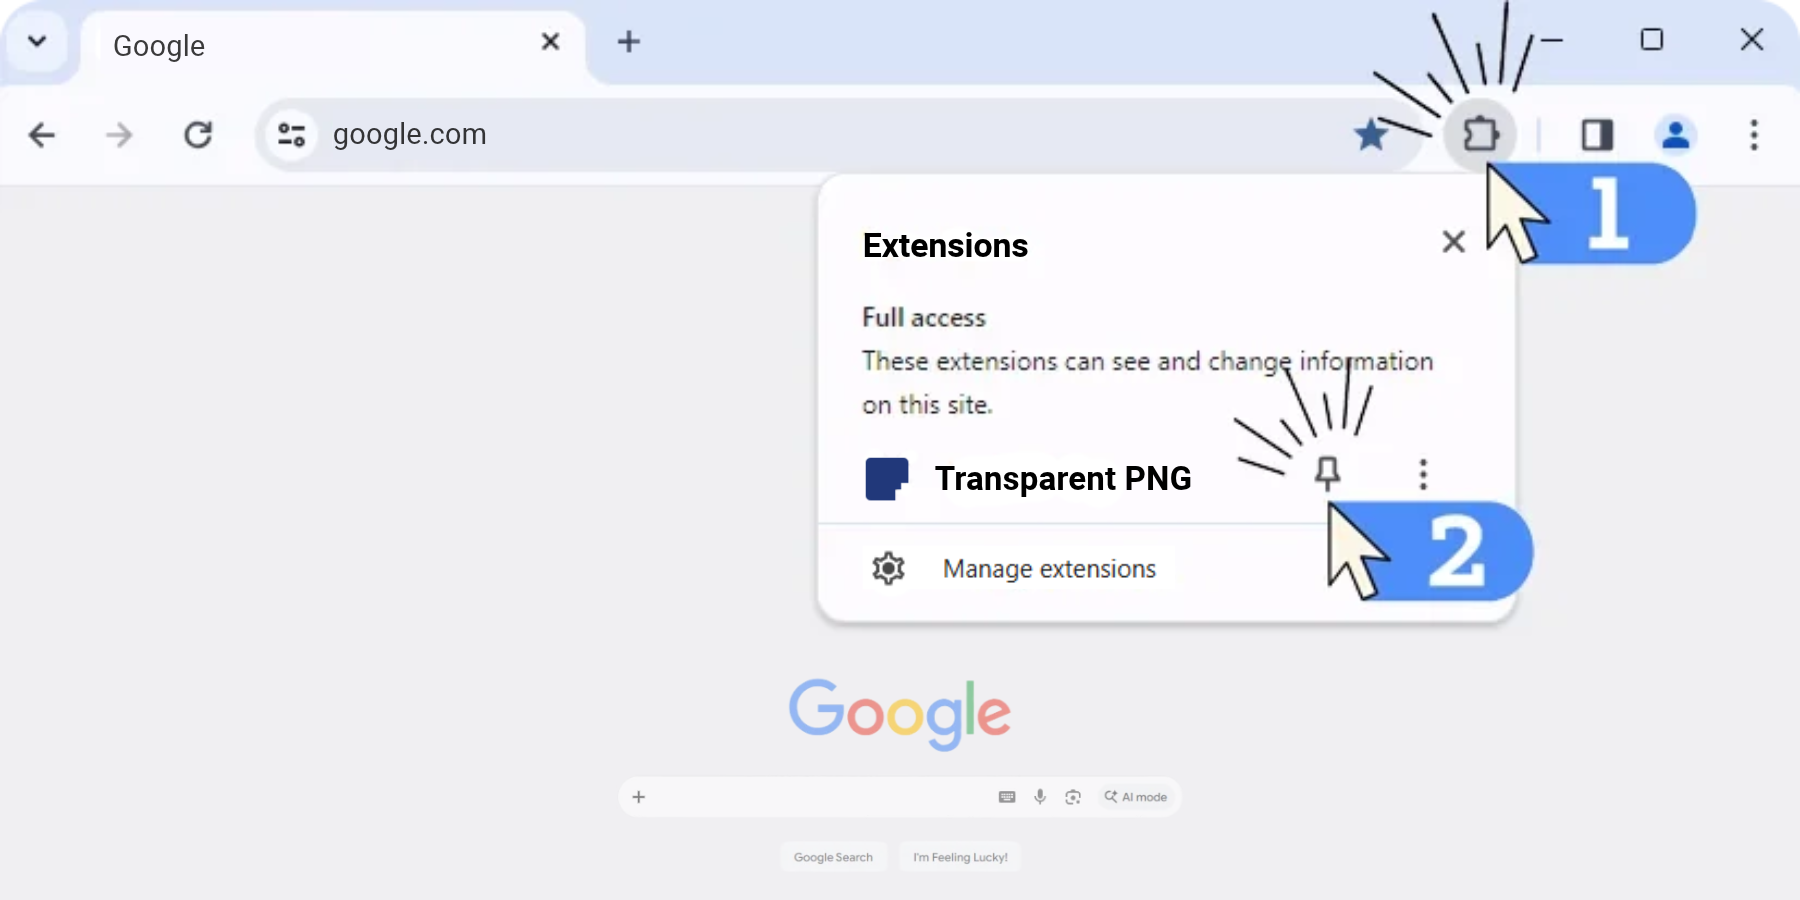 Google
google.com
1
Extensions
Full access
These extensions can see and change information
on this site.
Transparent PNG
2
Manage extensions
Google
AI mode
Google Search
I'm Feeling Lucky!